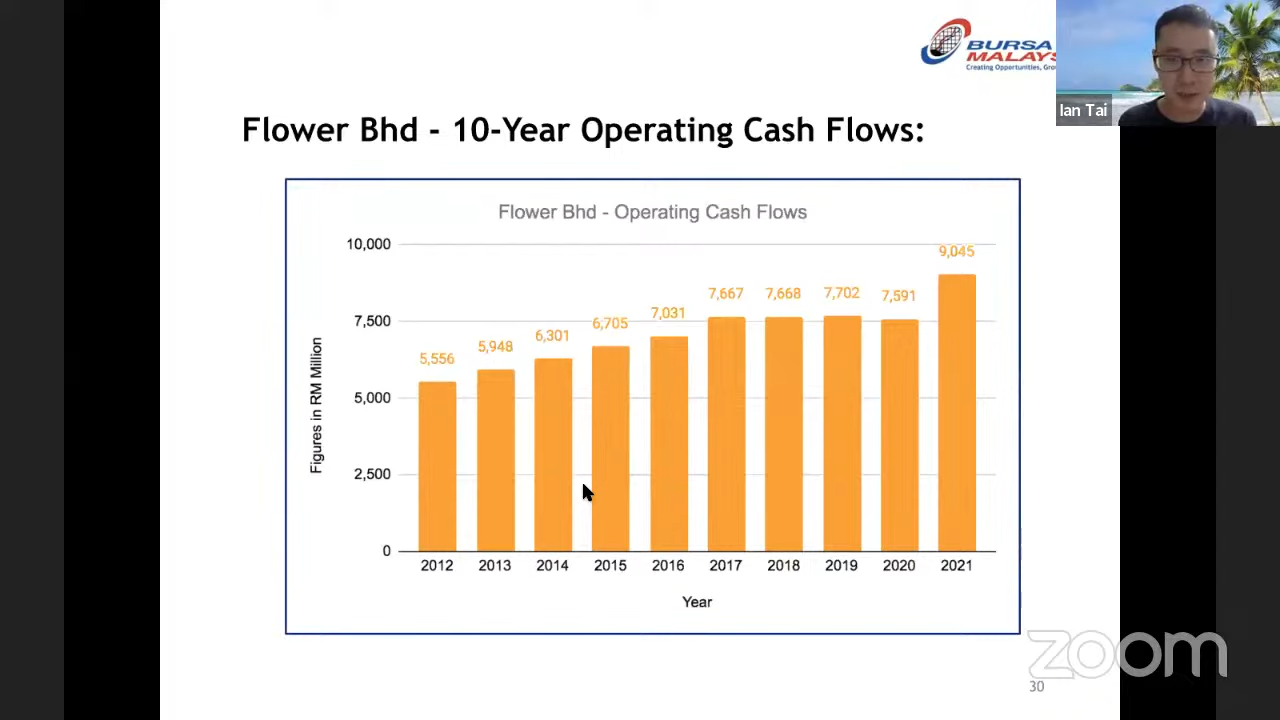 BURSA
MALAYS
Creating Opportunities, Gro
Ian Tai
Flower Bhd - 10-Year Operating Cash Flows:
Flower Bhd - Operating Cash Flows
Figures in RM Million
10,000
7,500
5,000
2,500
0
5,556
5,948
6,301
6,705
7,031
7,667
7,668
7,702
7,591
9,045
2012
2013
2014
2015
2016
2017
2018
2019
2020
2021
Year
zoom
30